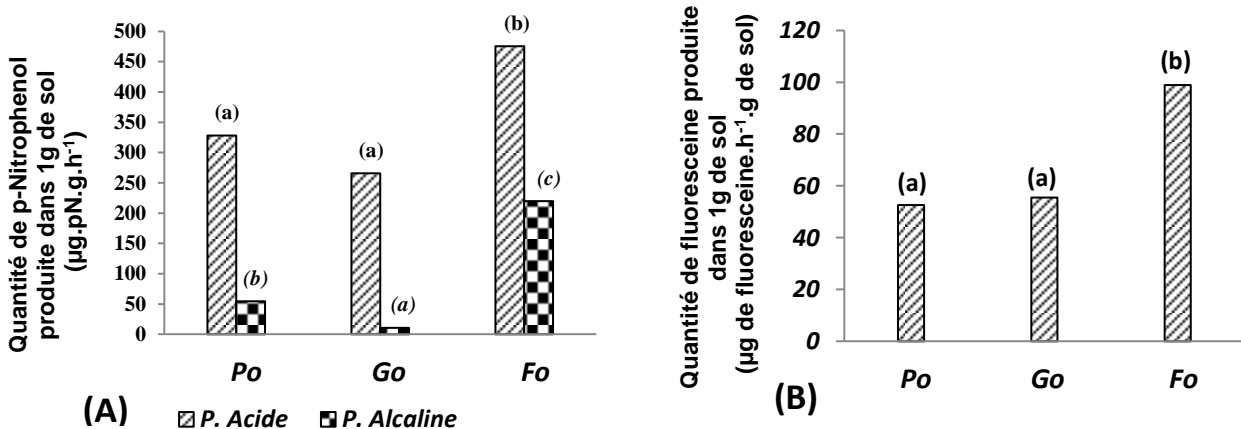 Quantité de p-Nitrophenol
produite dans 1g de sol
(µg.pN.g.h⁻¹)
500
450
400
350
300
250
200
150
100
50
0
(a)
(b)
(a)
(a)
(b)
(c)
Po
Go
Fo
(A)
P. Acide
P. Alcaline
Quantité de fluoresceine produite
dans 1g de sol
(µg de fluoresceine.h⁻¹.g de sol)
120
100
80
60
40
20
0
(a)
(a)
(b)
Po
Go
Fo
(B)